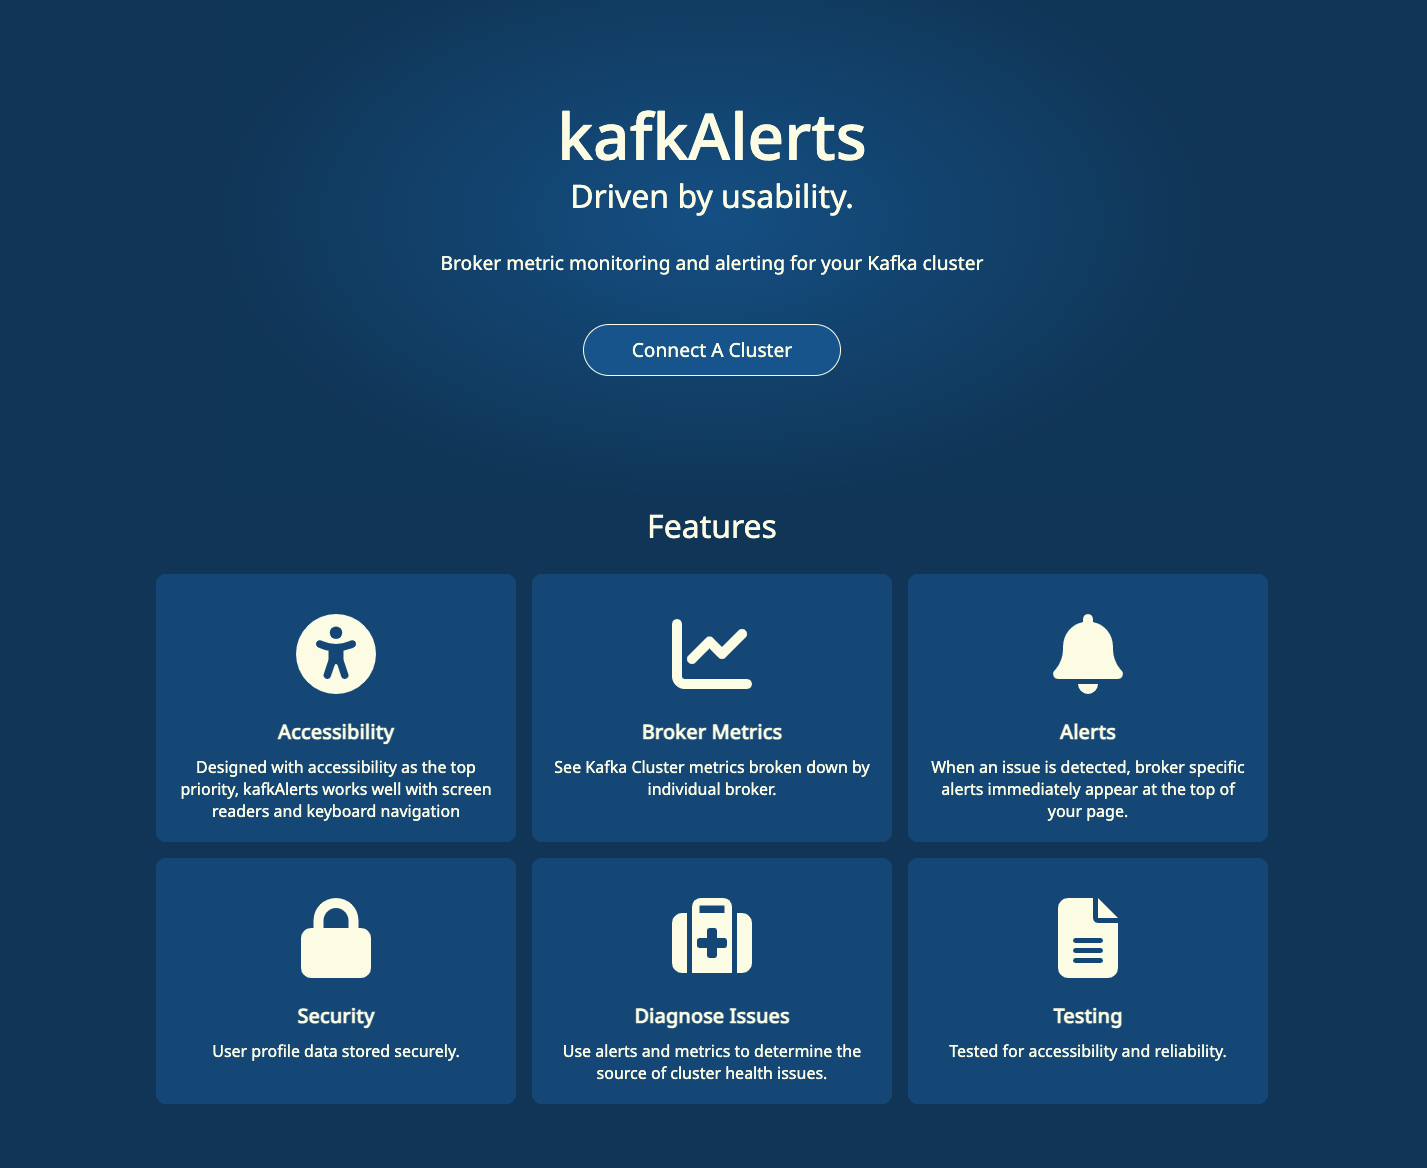 kafkAlerts
Driven by usability.
Broker metric monitoring and alerting for your Kafka cluster
Connect A Cluster
Features
Accessibility
Designed with accessibility as the top
priority, kafkAlerts works well with screen
readers and keyboard navigation
Broker Metrics
See Kafka Cluster metrics broken down by
individual broker.
Alerts
When an issue is detected, broker specific
alerts immediately appear at the top of
your page.
Security
User profile data stored securely.
Diagnose Issues
Use alerts and metrics to determine the
source of cluster health issues.
Testing
Tested for accessibility and reliability.